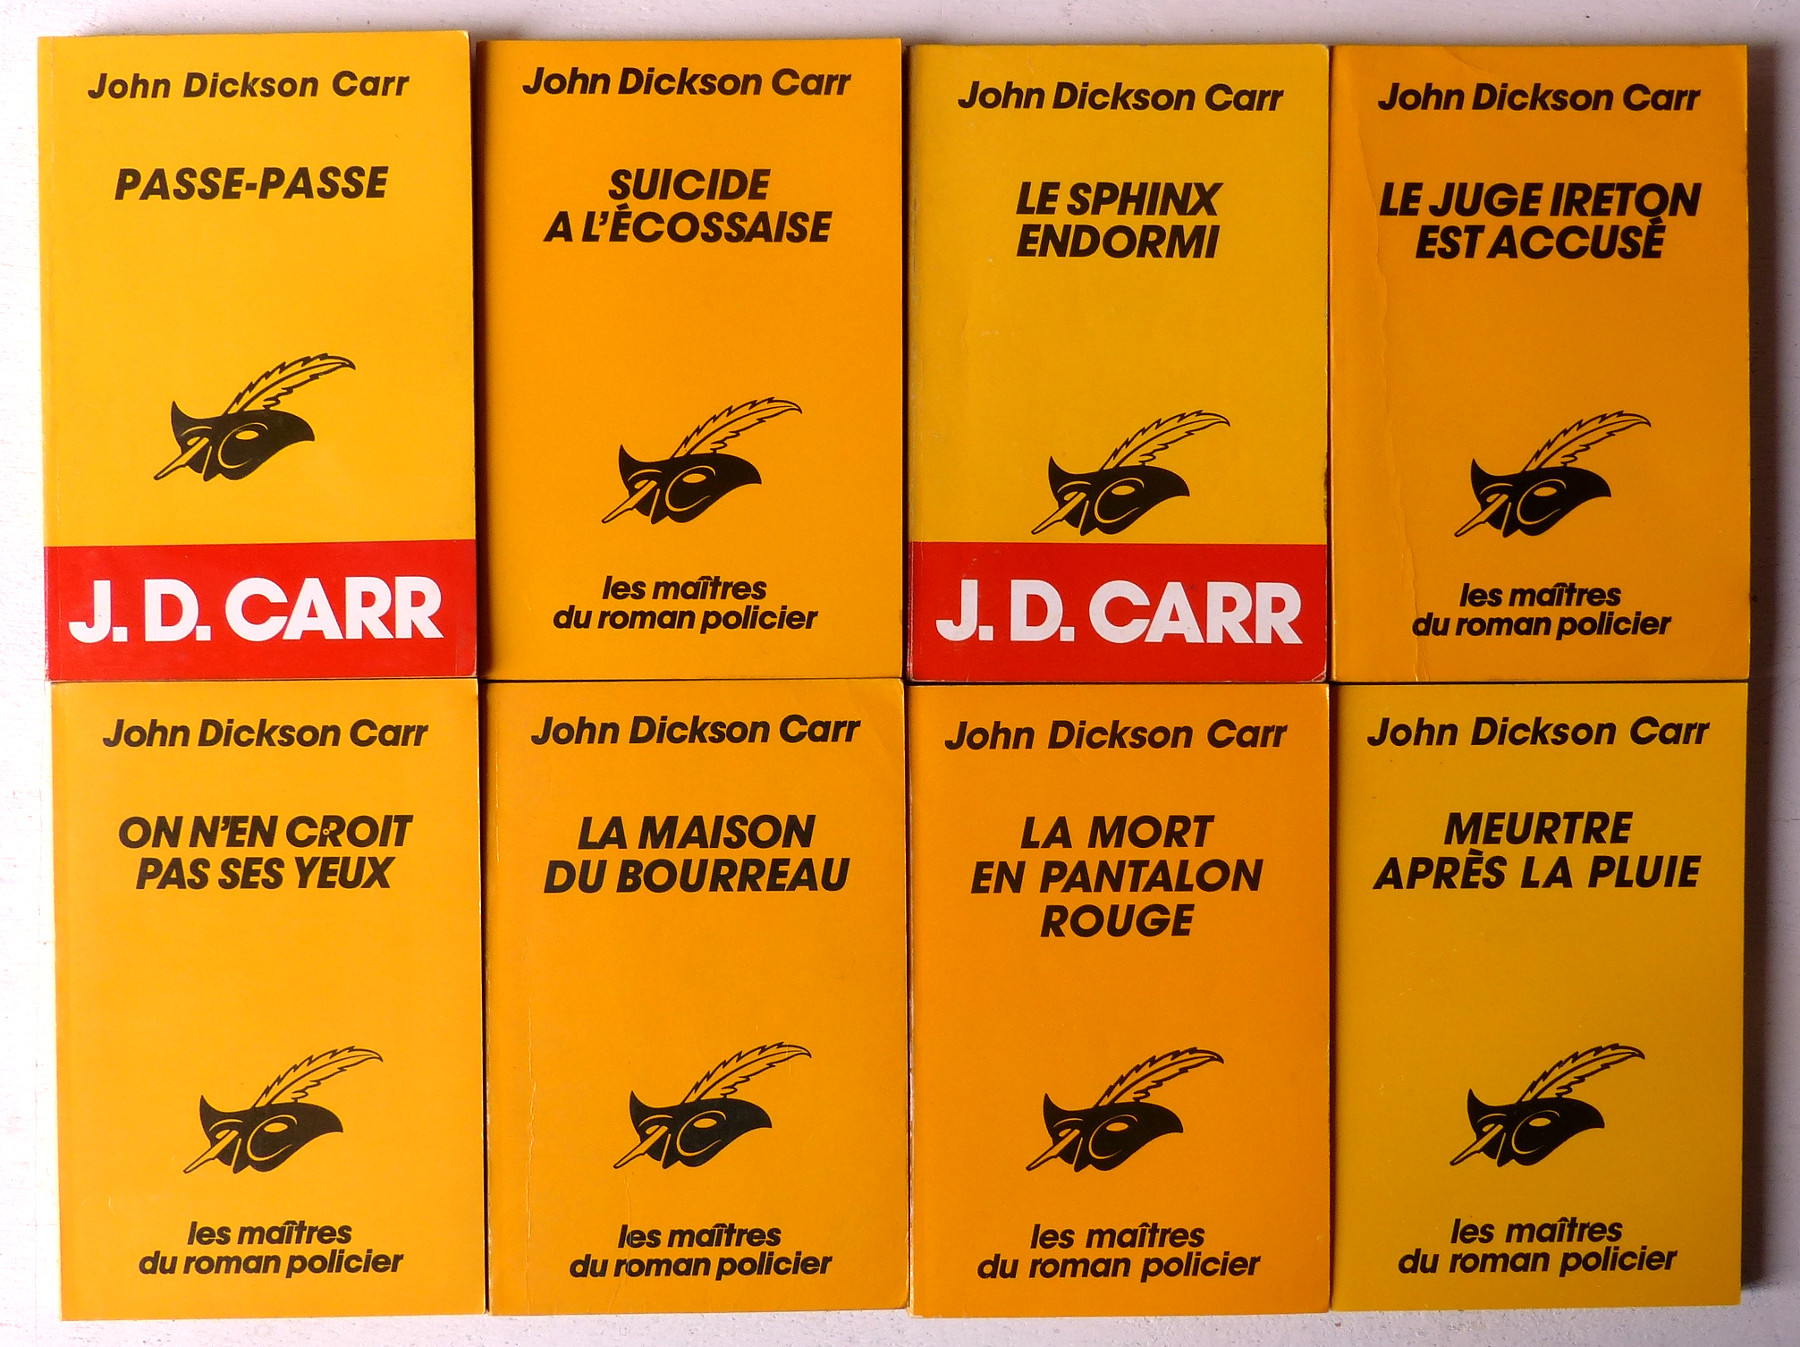 John Dickson Carr
PASSE-PASSE
J. D. CARR
John Dickson Carr
SUICIDE
A L'ÉCOSSAISE
les maîtres
du roman policier
John Dickson Carr
LE SPHINX
ENDORMI
J. D. CARR
John Dickson Carr
LE JUGE IRETON
EST ACCUSÉ
les maîtres
du roman policier
John Dickson Carr
ON N'EN CROIT
PAS SES YEUX
les maîtres
du roman policier
John Dickson Carr
LA MAISON
DU BOURREAU
les maîtres
du roman policier
John Dickson Carr
LA MORT
EN PANTALON
ROUGE
les maîtres
du roman policier
John Dickson Carr
MEURTRE
APRÈS LA PLUIE
les maîtres
du roman policier